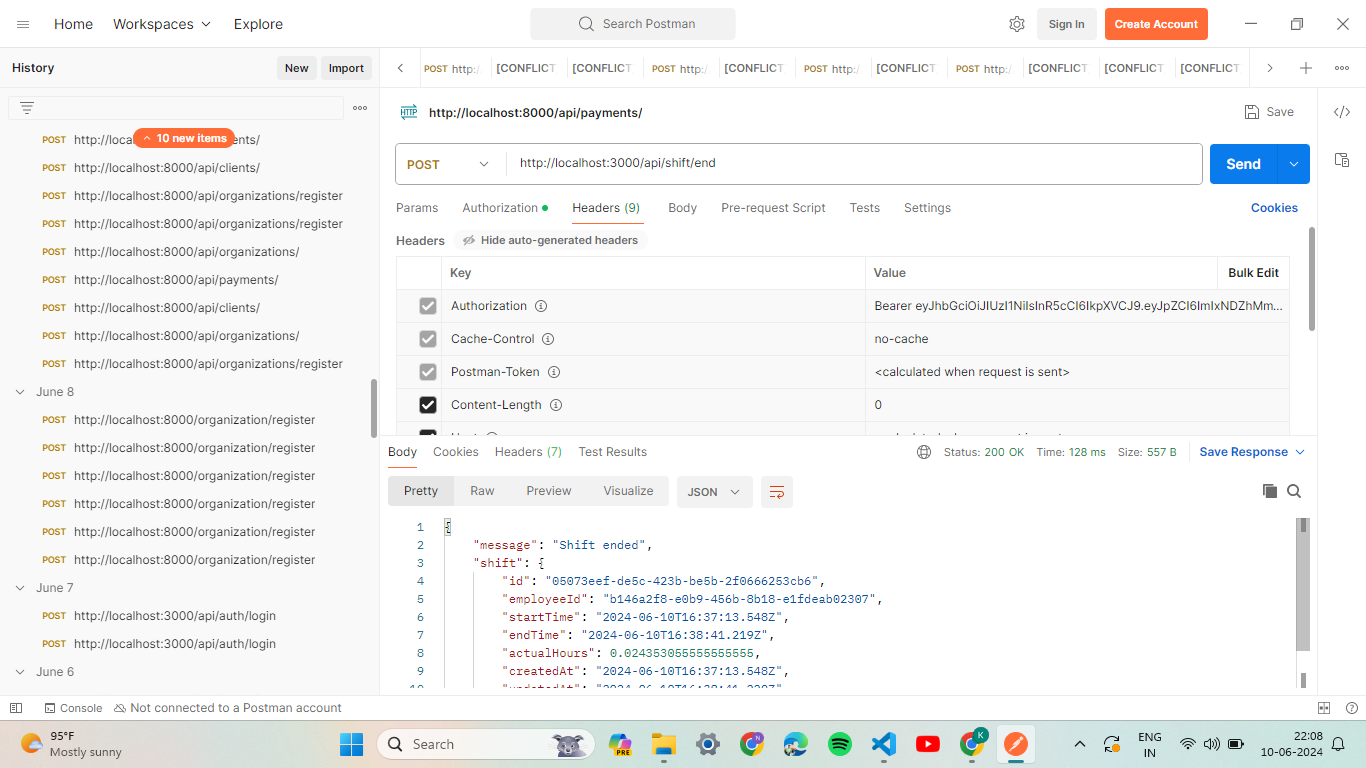 Home Workspaces Explore Search Postman Sign In Create Account
History New Import
10 new items
POST http://loca ents/
POST http://localhost:8000/api/clients/
POST http://localhost:8000/api/organizations/register
POST http://localhost:8000/api/organizations/register
POST http://localhost:8000/api/organizations/
POST http://localhost:8000/api/payments/
POST http://localhost:8000/api/clients/
POST http://localhost:8000/api/organizations/
POST http://localhost:8000/api/organizations/register
June 8
POST http://localhost:8000/organization/register
POST http://localhost:8000/organization/register
POST http://localhost:8000/organization/register
POST http://localhost:8000/organization/register
POST http://localhost:8000/organization/register
POST http://localhost:8000/organization/register
June 7
POST http://localhost:3000/api/auth/login
POST http://localhost:3000/api/auth/login
June 6
POST http:/ [CONFLICT [CONFLICT POST http:/ [CONFLICT POST http:/ [CONFLICT POST http:/ [CONFLICT [CONFLICT [CONFLICT
HTTP http://localhost:8000/api/payments/ Save
POST http://localhost:3000/api/shift/end Send
Params Authorization Headers (9) Body Pre-request Script Tests Settings Cookies
Headers Hide auto-generated headers
Key Value Bulk Edit
Authorization Bearer eyJhbGciOiJIUzI1NiIsInR5cCI6IkpXVCJ9.eyJpZCI6ImIxNDZhMm...
Cache-Control no-cache
Postman-Token <calculated when request is sent>
Content-Length 0
Body Cookies Headers (7) Test Results Status: 200 OK Time: 128 ms Size: 557 B Save Response
Pretty Raw Preview Visualize JSON
1 {
2 "message": "Shift ended",
3 "shift": {
4 "id": "05073eef-de5c-423b-be5b-2f0666253cb6",
5 "employeeId": "b146a2f8-e0b9-456b-8b18-e1fdeab02307",
6 "startTime": "2024-06-10T16:37:13.548Z",
7 "endTime": "2024-06-10T16:38:41.219Z",
8 "actualHours": 0.024353055555555555,
9 "createdAt": "2024-06-10T16:37:13.548Z",
Console Not connected to a Postman account
95°F
Mostly sunny
Search
PRE
N
K
ENG
IN
22:08
10-06-2024